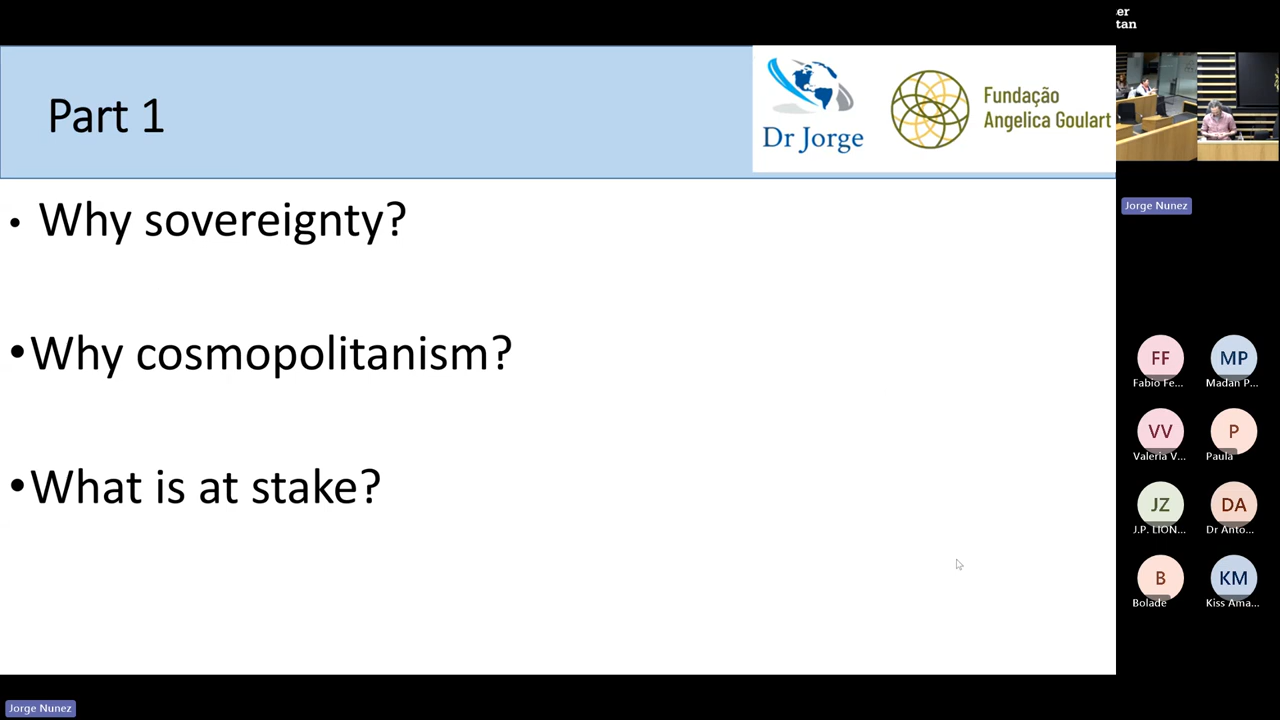 er
tan
Part 1
Dr Jorge
Fundação
Angelica Goulart
• Why sovereignty?
•Why cosmopolitanism?
•What is at stake?
Jorge Nunez
FF
Fabio Fe...
MP
Madan P...
VV
Valeria V...
P
Paula
JZ
J.P. LION...
DA
Dr Anto...
B
Bolade
KM
Kiss Ama...
Jorge Nunez